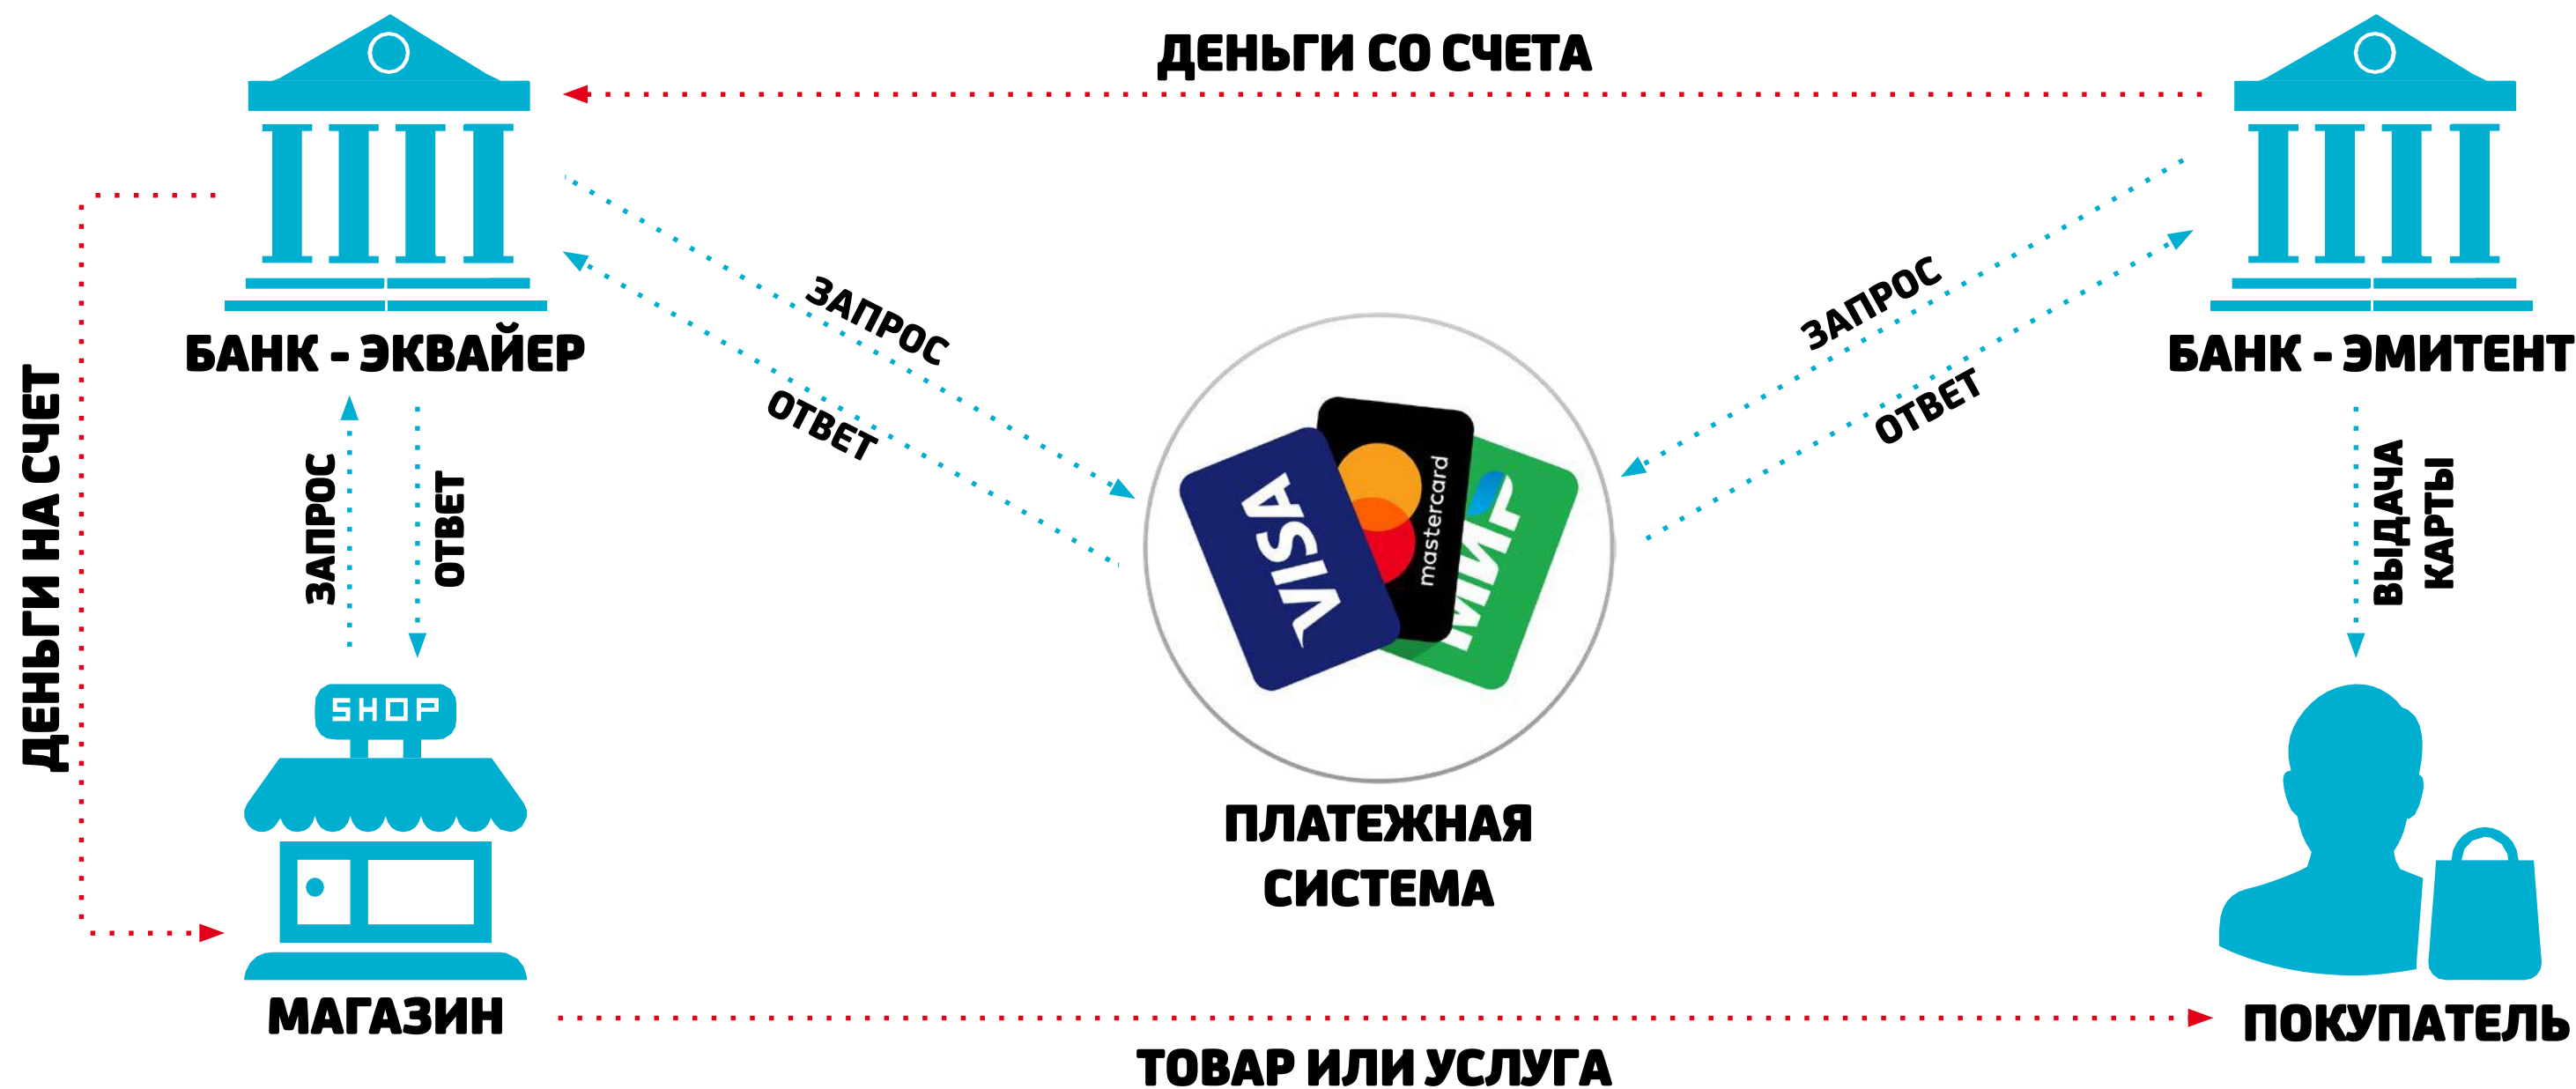 ДЕНЬГИ СО СЧЕТА
БАНК - ЭКВАЙЕР
БАНК - ЭМИТЕНТ
ЗАПРОС
ОТВЕТ
ЗАПРОС
ОТВЕТ
ДЕНЬГИ НА СЧЕТ
ЗАПРОС
ОТВЕТ
VISA
mastercard
МИР
ВЫДАЧА
КАРТЫ
SHOP
ПЛАТЕЖНАЯ
СИСТЕМА
МАГАЗИН
ПОКУПАТЕЛЬ
ТОВАР ИЛИ УСЛУГА